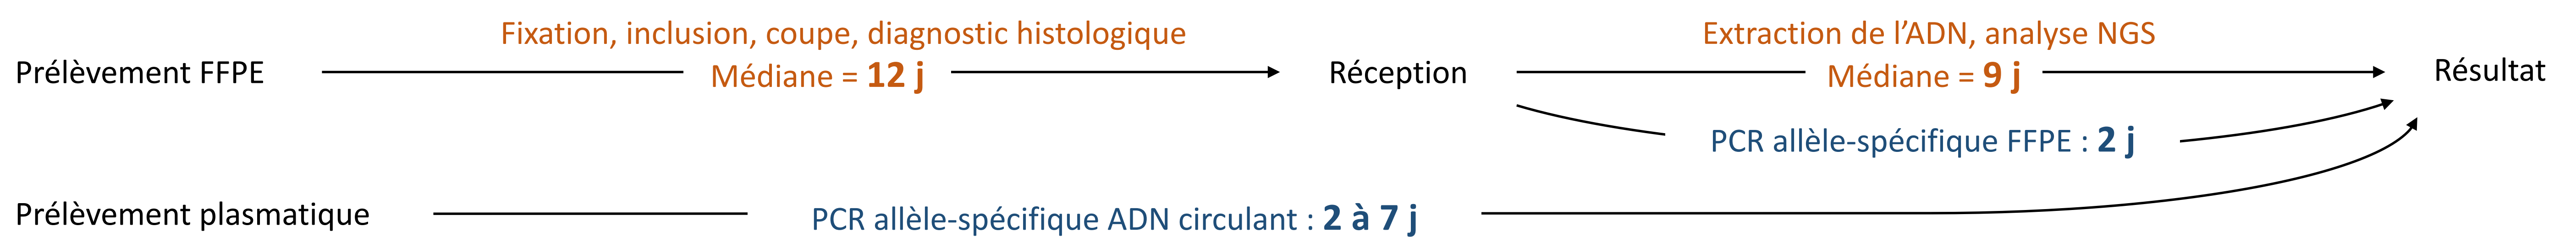 Fixation, inclusion, coupe, diagnostic histologique
Extraction de l’ADN, analyse NGS
Prélèvement FFPE
Médiane = 12 j
Réception
Médiane = 9 j
Résultat
PCR allèle-spécifique FFPE : 2 j
Prélèvement plasmatique
PCR allèle-spécifique ADN circulant : 2 à 7 j